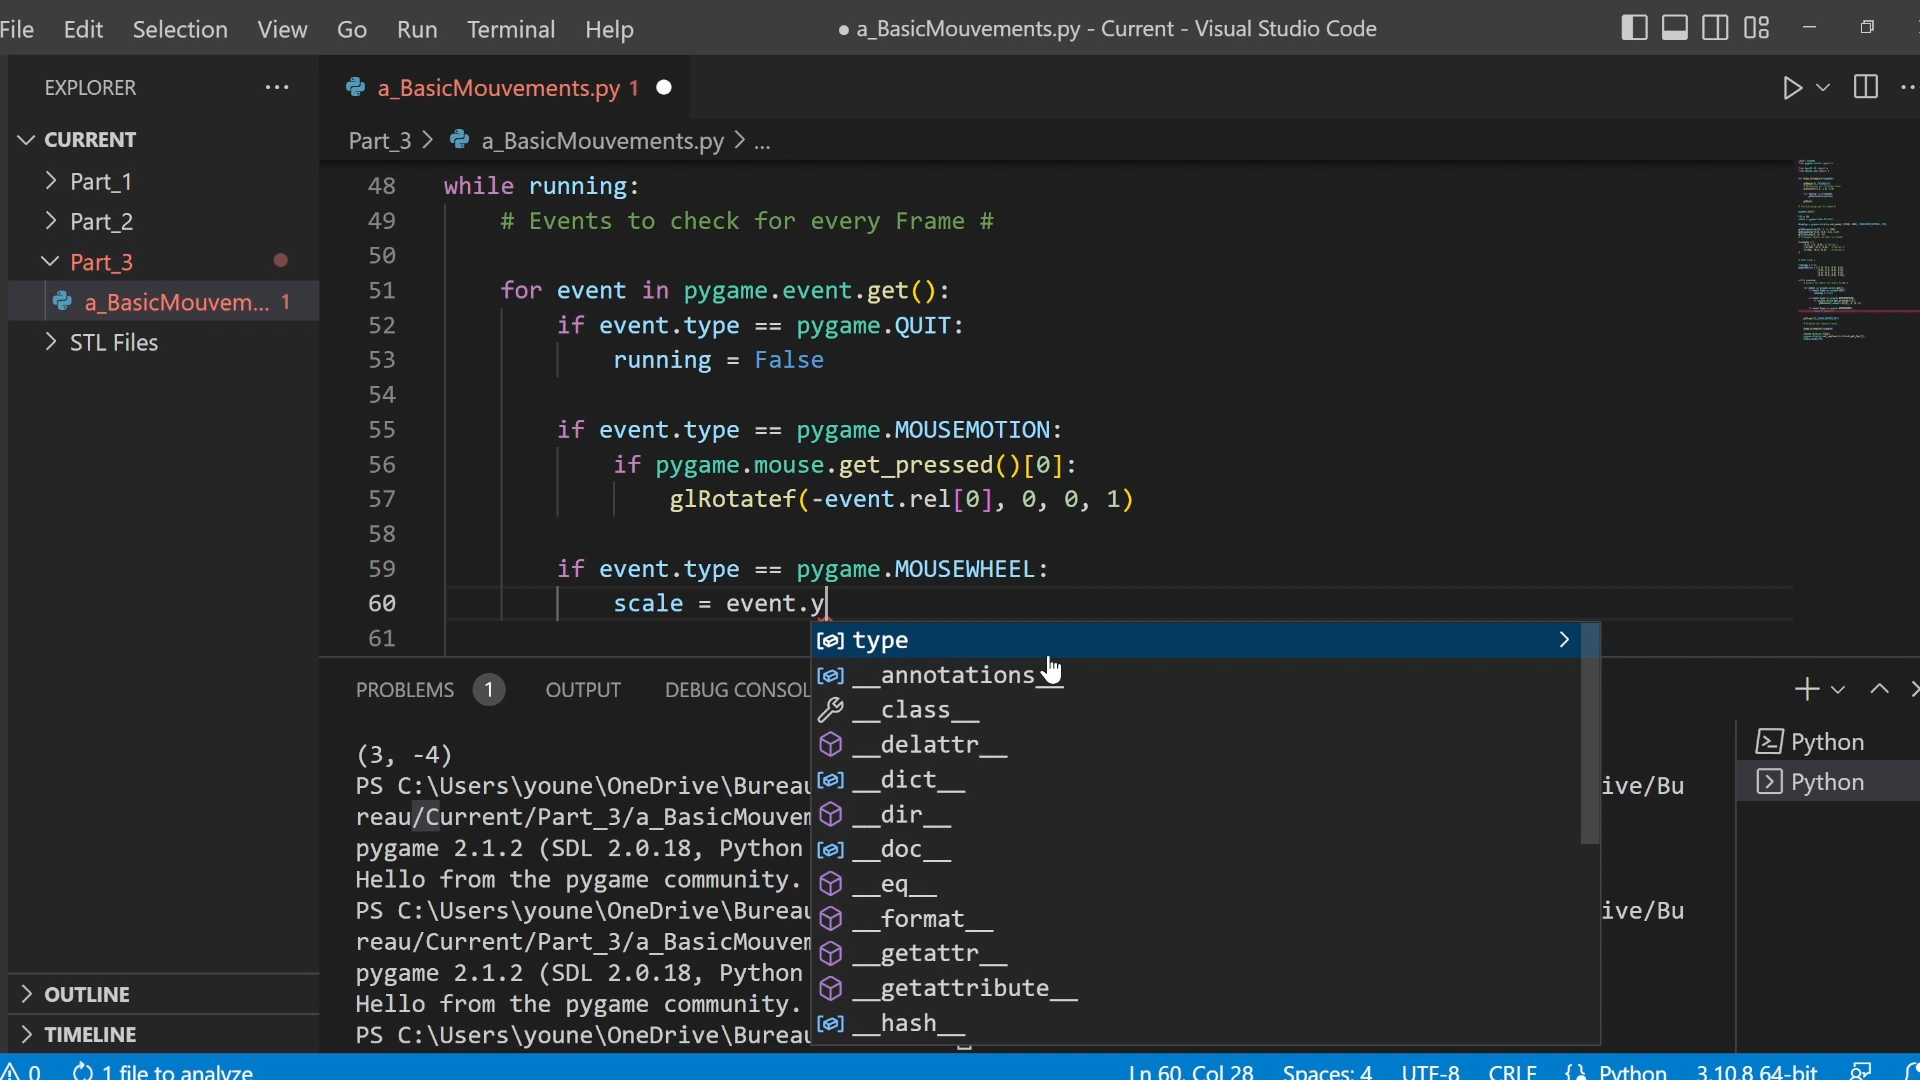 File Edit Selection View Go Run Terminal Help
● a_BasicMouvements.py - Current - Visual Studio Code
EXPLORER
CURRENT
Part_1
Part_2
Part_3
a_BasicMouvem... 1
STL Files
OUTLINE
TIMELINE
a_BasicMouvements.py 1
Part_3 > a_BasicMouvements.py > ...
48 while running:
49 # Events to check for every Frame #
50
51 for event in pygame.event.get():
52 if event.type == pygame.QUIT:
53 running = False
54
55 if event.type == pygame.MOUSEMOTION:
56 if pygame.mouse.get_pressed()[0]:
57 glRotatef(-event.rel[0], 0, 0, 1)
58
59 if event.type == pygame.MOUSEWHEEL:
60 scale = event.y
61
type
__annotations__
__class__
__delattr__
__dict__
__dir__
__doc__
__eq__
__format__
__getattr__
__getattribute__
__hash__
PROBLEMS 1 OUTPUT DEBUG CONSOL
(3, -4)
PS C:\Users\youne\OneDrive\Bureau ive/Bu
reau/Current/Part_3/a_BasicMouvem
pygame 2.1.2 (SDL 2.0.18, Python
Hello from the pygame community.
PS C:\Users\youne\OneDrive\Bureau ive/Bu
reau/Current/Part_3/a_BasicMouvem
pygame 2.1.2 (SDL 2.0.18, Python
Hello from the pygame community.
PS C:\Users\youne\OneDrive\Bureau
Python
Python
0 1 file to analyze
Ln 60, Col 28 Spaces: 4 UTF-8 CRLF {} Python 3.10.8 64-bit